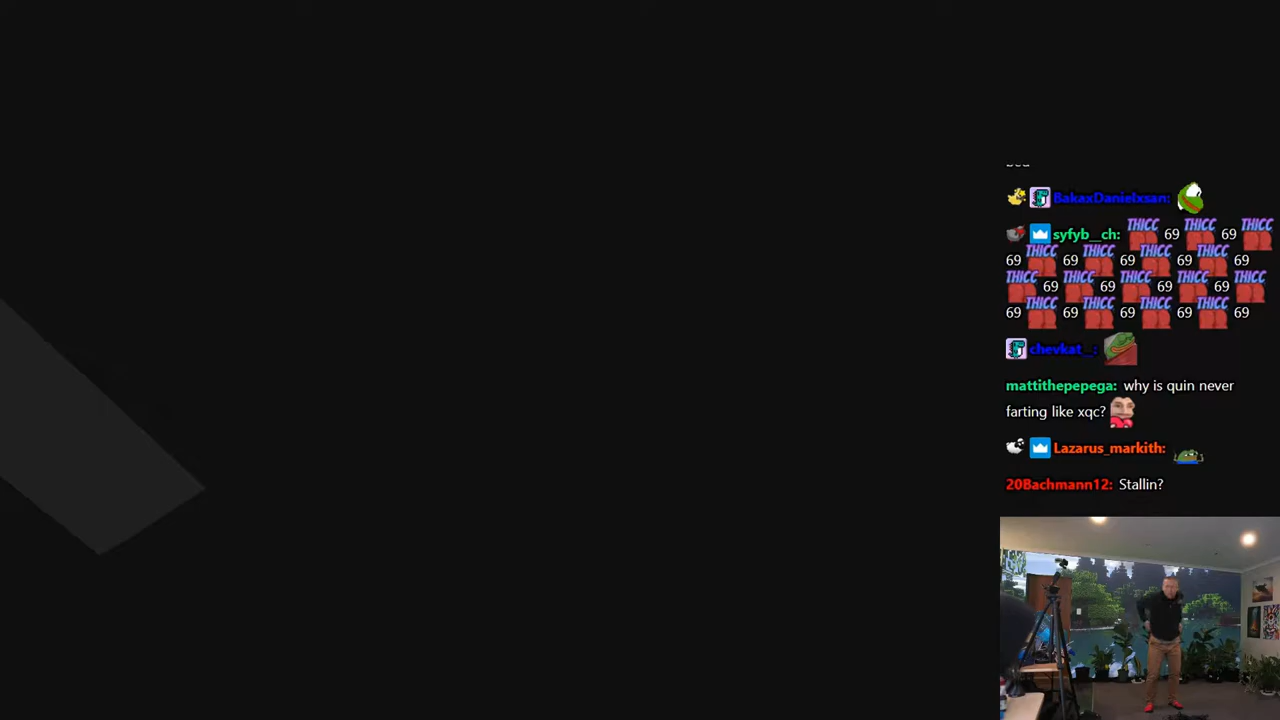 BakaxDanielxsan:
syfyb__ch: THICC 69 THICC 69 THICC
69 THICC 69 THICC 69 THICC 69 THICC 69
THICC 69 THICC 69 THICC 69 THICC 69 THICC
69 THICC 69 THICC 69 THICC 69 THICC 69
chevkat_:
mattithepepega: why is quin never
farting like xqc?
Lazarus_markith:
20Bachmann12: Stallin?